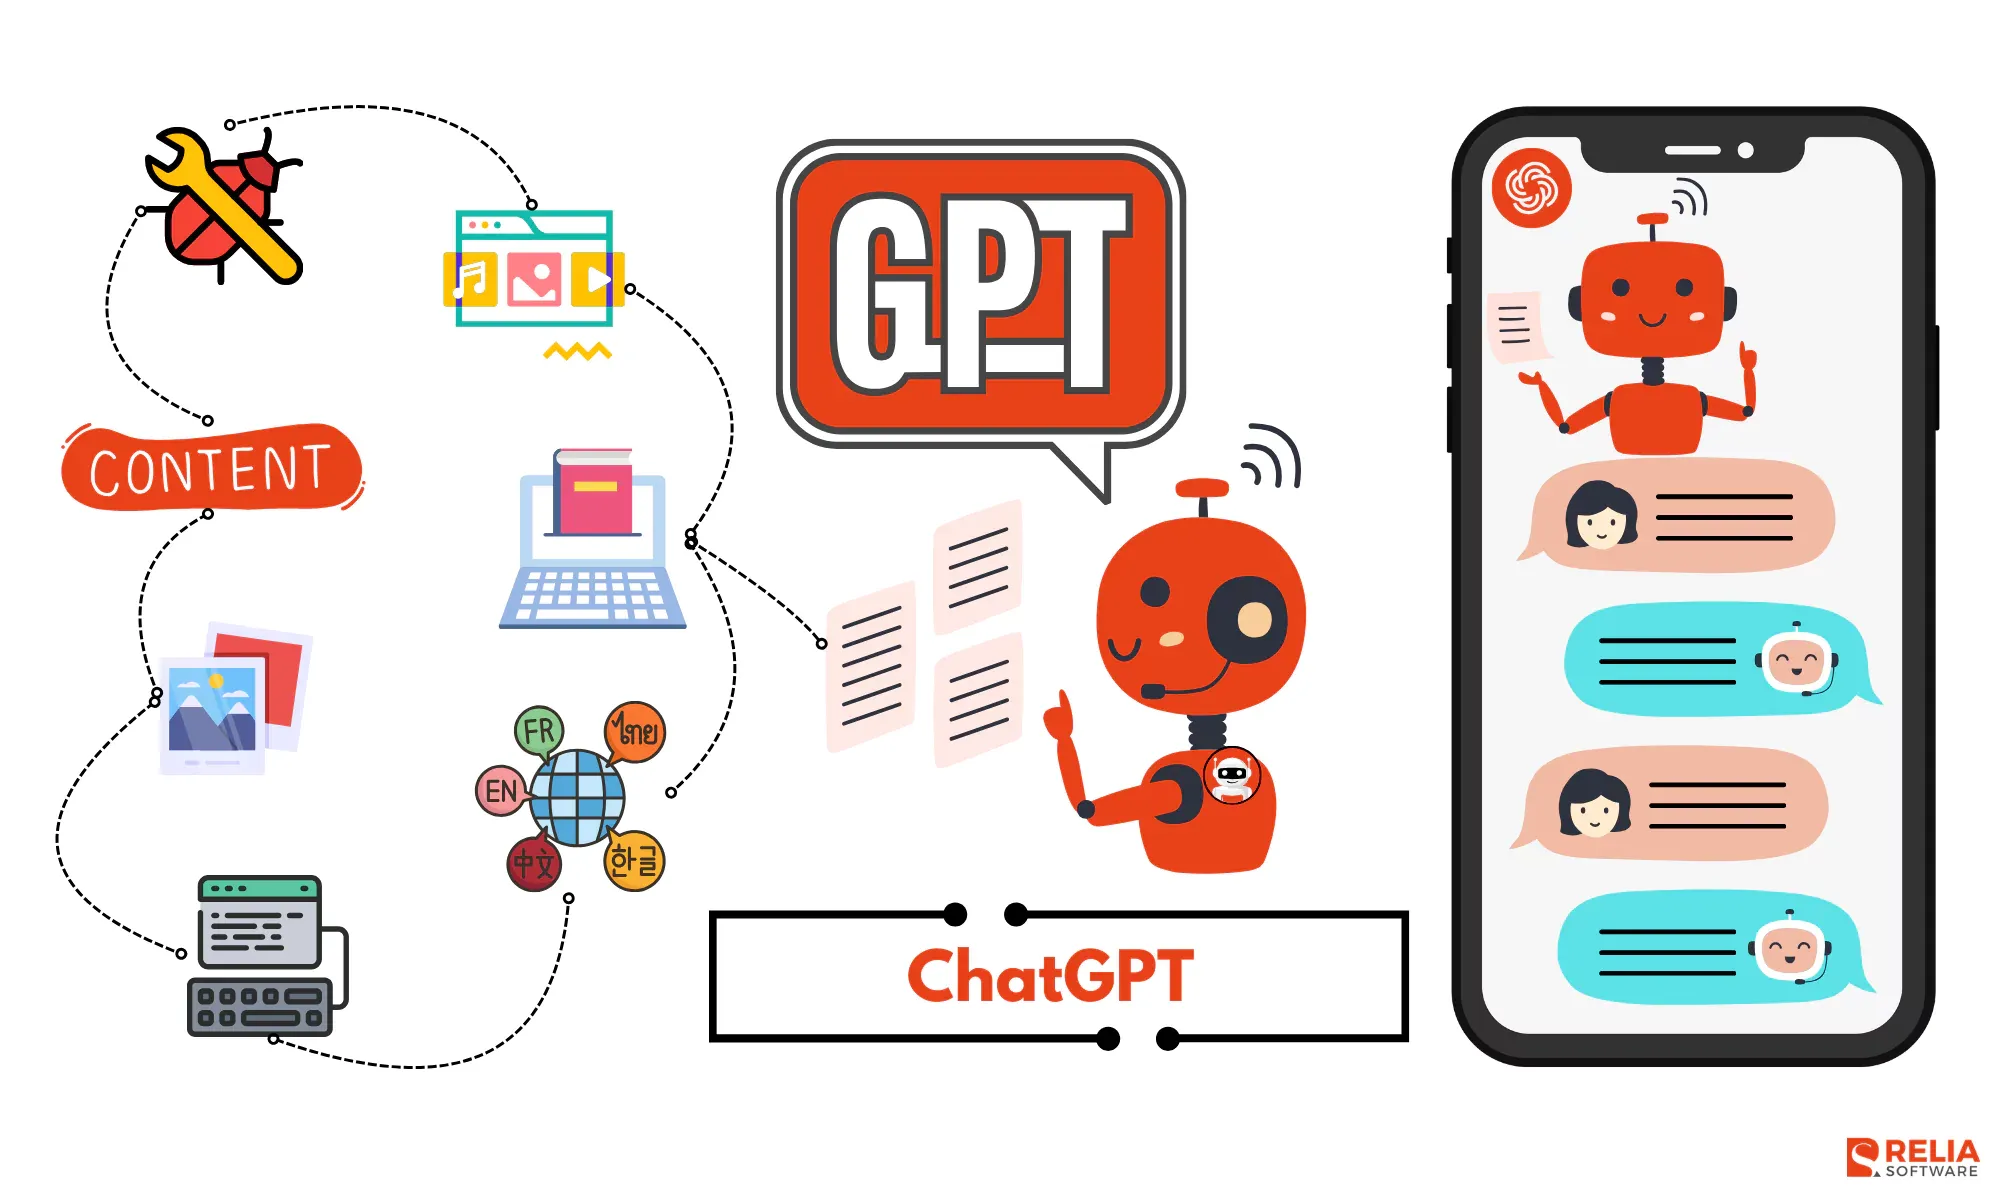 GPT
CONTENT
FR
ไทย
EN
中文
한글
ChatGPT
RELIA
SOFTWARE